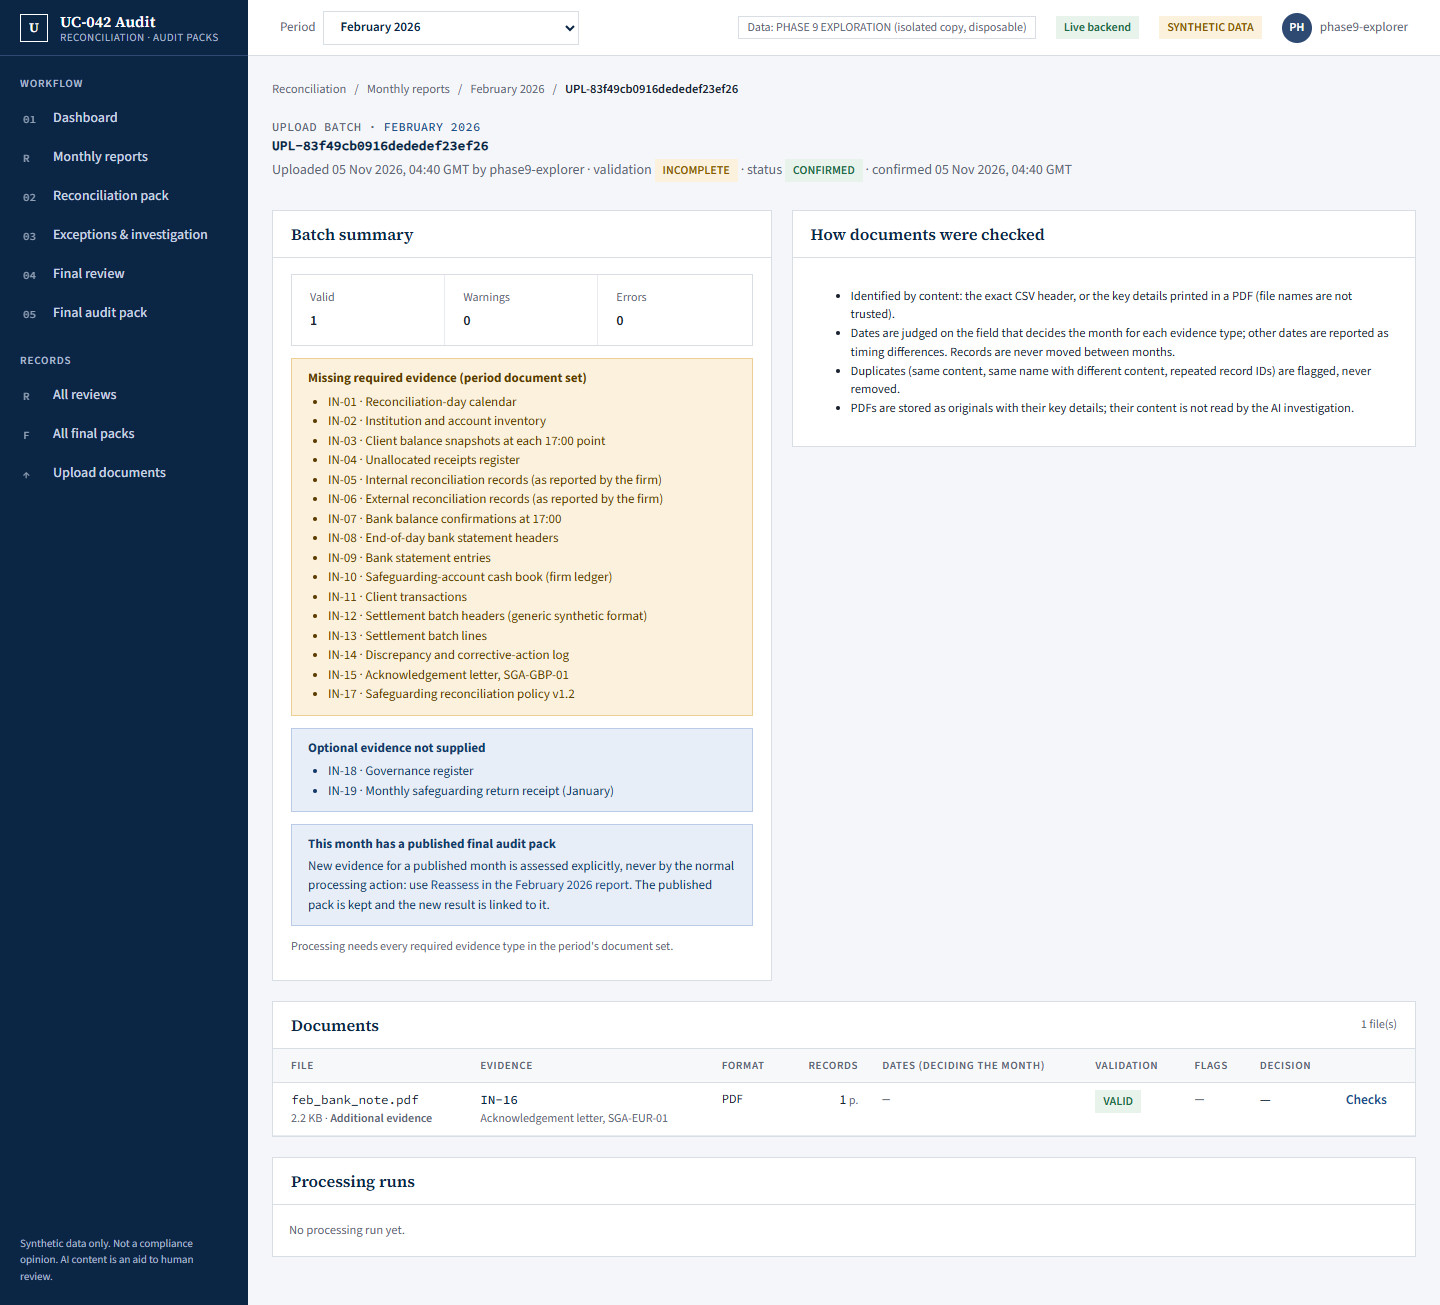 U
UC-042 Audit
RECONCILIATION · AUDIT PACKS
WORKFLOW
01 Dashboard
R Monthly reports
02 Reconciliation pack
03 Exceptions & investigation
04 Final review
05 Final audit pack
RECORDS
R All reviews
F All final packs
↑ Upload documents
Synthetic data only. Not a compliance
opinion. AI content is an aid to human
review.
Period February 2026 Data: PHASE 9 EXPLORATION (isolated copy, disposable) Live backend SYNTHETIC DATA PH phase9-explorer
Reconciliation / Monthly reports / February 2026 / UPL-83f49cb0916dededef23ef26
UPLOAD BATCH · FEBRUARY 2026
UPL-83f49cb0916dededef23ef26
Uploaded 05 Nov 2026, 04:40 GMT by phase9-explorer · validation INCOMPLETE · status CONFIRMED · confirmed 05 Nov 2026, 04:40 GMT
Batch summary
Valid Warnings Errors
1 0 0
Missing required evidence (period document set)
• IN-01 · Reconciliation-day calendar
• IN-02 · Institution and account inventory
• IN-03 · Client balance snapshots at each 17:00 point
• IN-04 · Unallocated receipts register
• IN-05 · Internal reconciliation records (as reported by the firm)
• IN-06 · External reconciliation records (as reported by the firm)
• IN-07 · Bank balance confirmations at 17:00
• IN-08 · End-of-day bank statement headers
• IN-09 · Bank statement entries
• IN-10 · Safeguarding-account cash book (firm ledger)
• IN-11 · Client transactions
• IN-12 · Settlement batch headers (generic synthetic format)
• IN-13 · Settlement batch lines
• IN-14 · Discrepancy and corrective-action log
• IN-15 · Acknowledgement letter, SGA-GBP-01
• IN-17 · Safeguarding reconciliation policy v1.2
Optional evidence not supplied
• IN-18 · Governance register
• IN-19 · Monthly safeguarding return receipt (January)
This month has a published final audit pack
New evidence for a published month is assessed explicitly, never by the normal
processing action: use Reassess in the February 2026 report. The published
pack is kept and the new result is linked to it.
Processing needs every required evidence type in the period's document set.
How documents were checked
• Identified by content: the exact CSV header, or the key details printed in a PDF (file names are not
trusted).
• Dates are judged on the field that decides the month for each evidence type; other dates are reported as
timing differences. Records are never moved between months.
• Duplicates (same content, same name with different content, repeated record IDs) are flagged, never
removed.
• PDFs are stored as originals with their key details; their content is not read by the AI investigation.
Documents 1 file(s)
FILE EVIDENCE FORMAT RECORDS DATES (DECIDING THE MONTH) VALIDATION FLAGS DECISION
feb_bank_note.pdf IN-16 PDF 1 p. — VALID — — Checks
2.2 KB · Additional evidence Acknowledgement letter, SGA-EUR-01
Processing runs
No processing run yet.